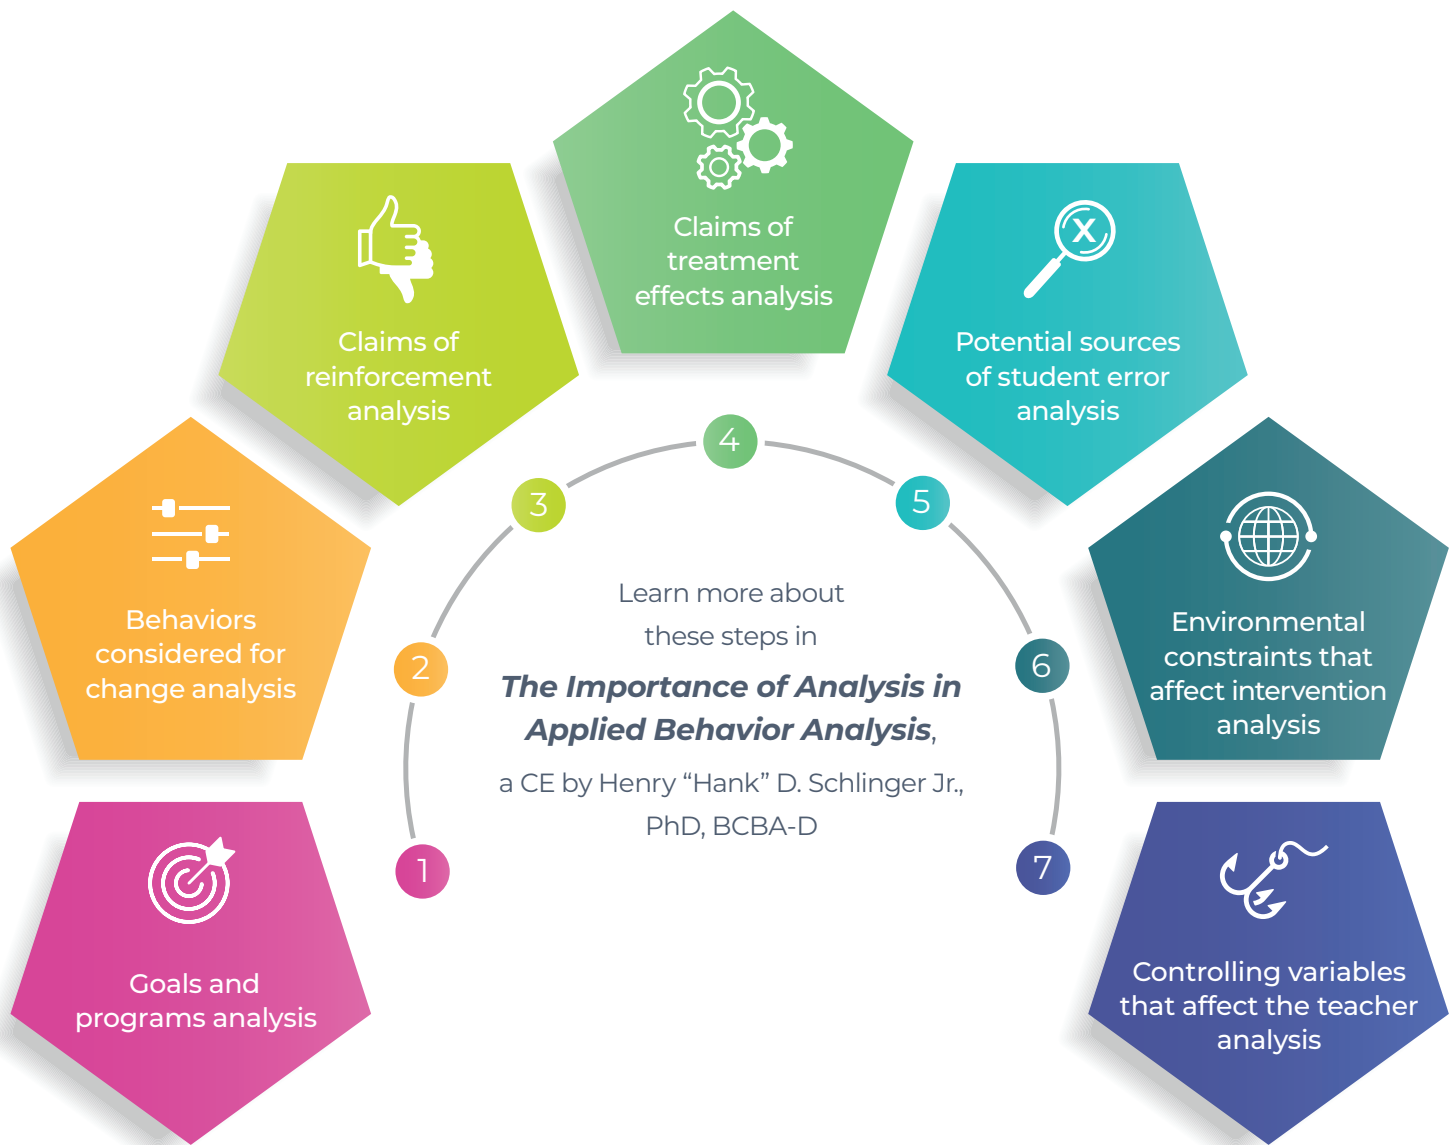 1
Goals and
programs analysis
2
Behaviors
considered for
change analysis
3
Claims of
reinforcement
analysis
4
Claims of
treatment
effects analysis
5
X
Potential sources
of student error
analysis
6
Environmental
constraints that
affect intervention
analysis
7
Controlling variables
that affect the teacher
analysis
Learn more about
these steps in
The Importance of Analysis in
Applied Behavior Analysis,
a CE by Henry “Hank” D. Schlinger Jr.,
PhD, BCBA-D